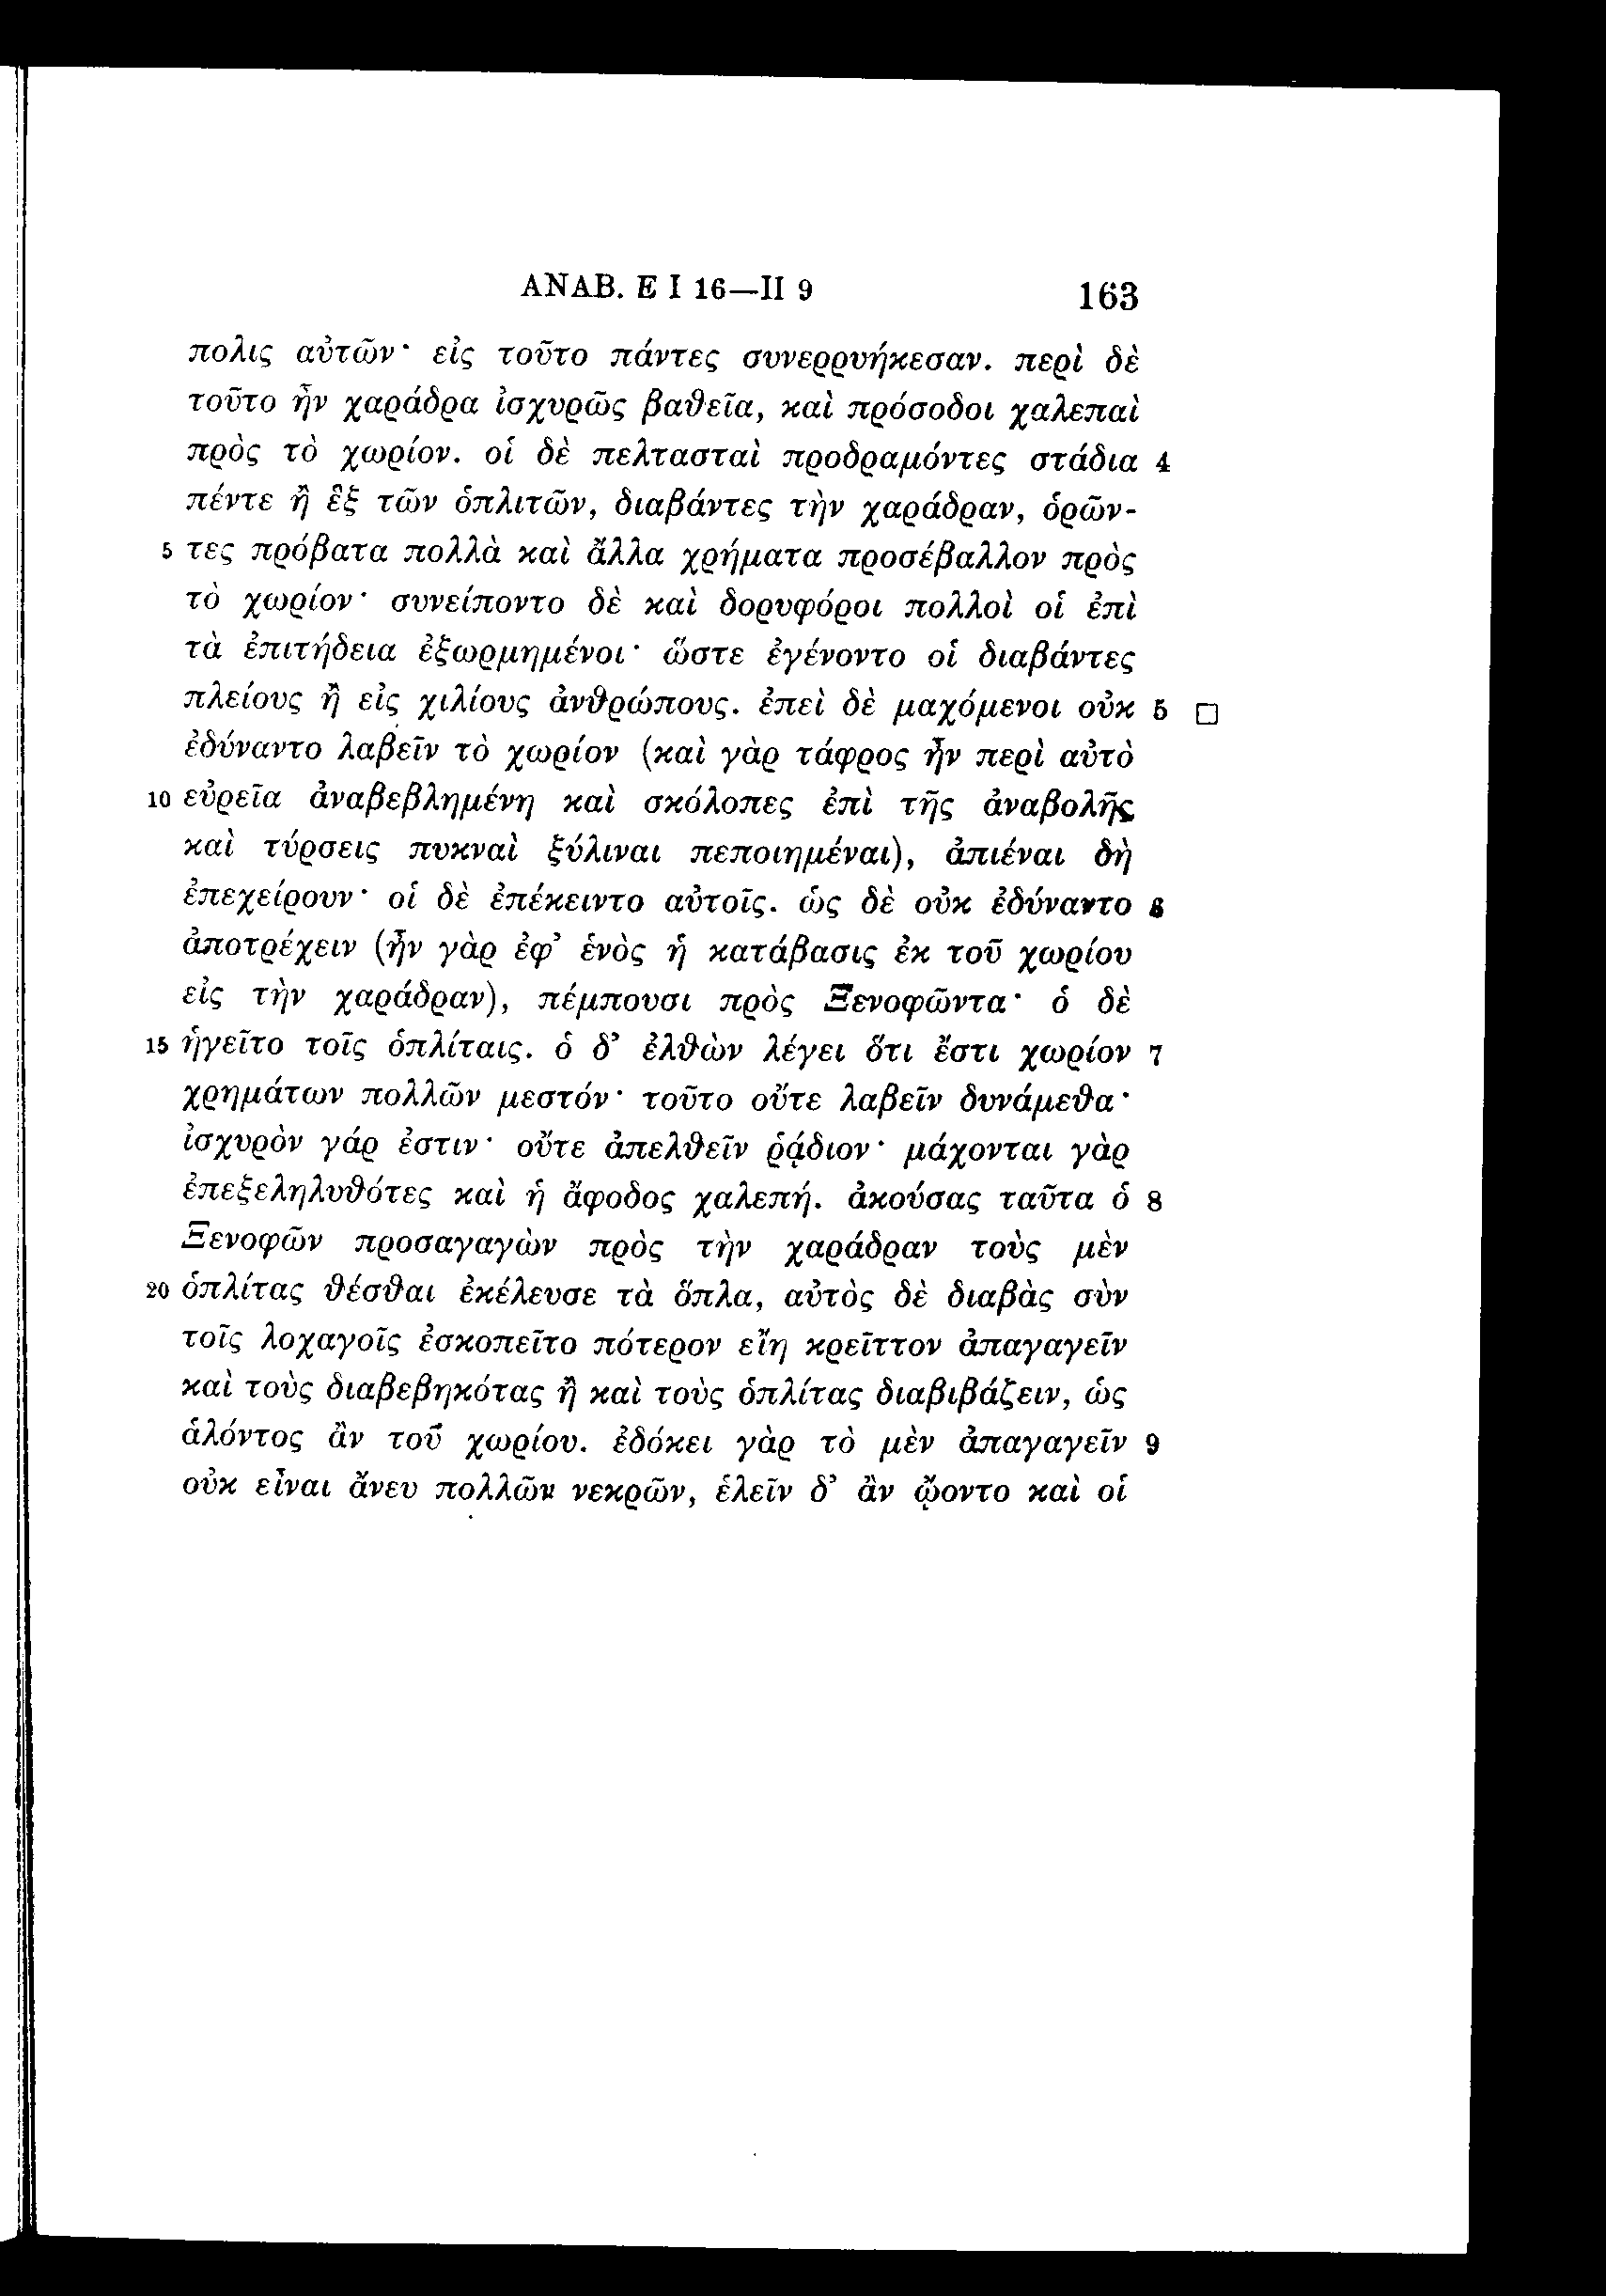 ΑΝΑΒ. Ε Ι 16—ΙΙ 9 163
πολις αὐτῶν· εἰς τοῦτο πάντες συνερρυήκεσαν. περὶ δὲ
τοῦτο ἦν χαράδρα ἰσχυρῶς βαθεῖα, καὶ πρόσοδοι χαλεπαὶ
πρὸς τὸ χωρίον. οἱ δὲ πελτασταὶ προδραμόντες στάδια 4
πέντε ἢ ἓξ τῶν ὁπλιτῶν, διαβάντες τὴν χαράδραν, ὁρῶν-
5 τες πρόβατα πολλὰ καὶ ἄλλα χρήματα προσέβαλλον πρὸς
τὸ χωρίον· συνείποντο δὲ καὶ δορυφόροι πολλοὶ οἱ ἐπὶ
τὰ ἐπιτήδεια ἐξωρμημένοι· ὥστε ἐγένοντο οἱ διαβάντες
πλείους ἢ εἰς χιλίους ἀνθρώπους. ἐπεὶ δὲ μαχόμενοι οὐκ 5
ἐδύναντο λαβεῖν τὸ χωρίον (καὶ γὰρ τάφρος ἦν περὶ αὐτὸ
10 εὐρεῖα ἀναβεβλημένη καὶ σκόλοπες ἐπὶ τῆς ἀναβολῆς
καὶ τύρσεις πυκναὶ ξύλιναι πεποιημέναι), ἀπιέναι δὴ
ἐπεχείρουν· οἱ δὲ ἐπέκειντο αὐτοῖς. ὡς δὲ οὐκ ἐδύναντο 6
ἀποτρέχειν (ἦν γὰρ ἐφ’ ἑνὸς ἡ κατάβασις ἐκ τοῦ χωρίου
εἰς τὴν χαράδραν), πέμπουσι πρὸς Ξενοφῶντα· ὁ δὲ
15 ἡγεῖτο τοῖς ὁπλίταις. ὁ δ’ ἐλθὼν λέγει ὅτι ἔστι χωρίον 7
χρημάτων πολλῶν μεστόν· τοῦτο οὔτε λαβεῖν δυνάμεθα·
ἰσχυρὸν γάρ ἐστιν· οὔτε ἀπελθεῖν ῥᾴδιον· μάχονται γὰρ
ἐπεξεληλυθότες καὶ ἡ ἄφοδος χαλεπή. ἀκούσας ταῦτα ὁ 8
Ξενοφῶν προσαγαγὼν πρὸς τὴν χαράδραν τοὺς μὲν
20 ὁπλίτας θέσθαι ἐκέλευσε τὰ ὅπλα, αὐτὸς δὲ διαβὰς σὺν
τοῖς λοχαγοῖς ἐσκοπεῖτο πότερον εἴη κρεῖττον ἀπαγαγεῖν
καὶ τοὺς διαβεβηκότας ἢ καὶ τοὺς ὁπλίτας διαβιβάζειν, ὡς
ἁλόντος ἂν τοῦ χωρίου. ἐδόκει γὰρ τὸ μὲν ἀπαγαγεῖν 9
οὐκ εἶναι ἄνευ πολλῶν νεκρῶν, ἑλεῖν δ’ ἂν ᾤοντο καὶ οἱ